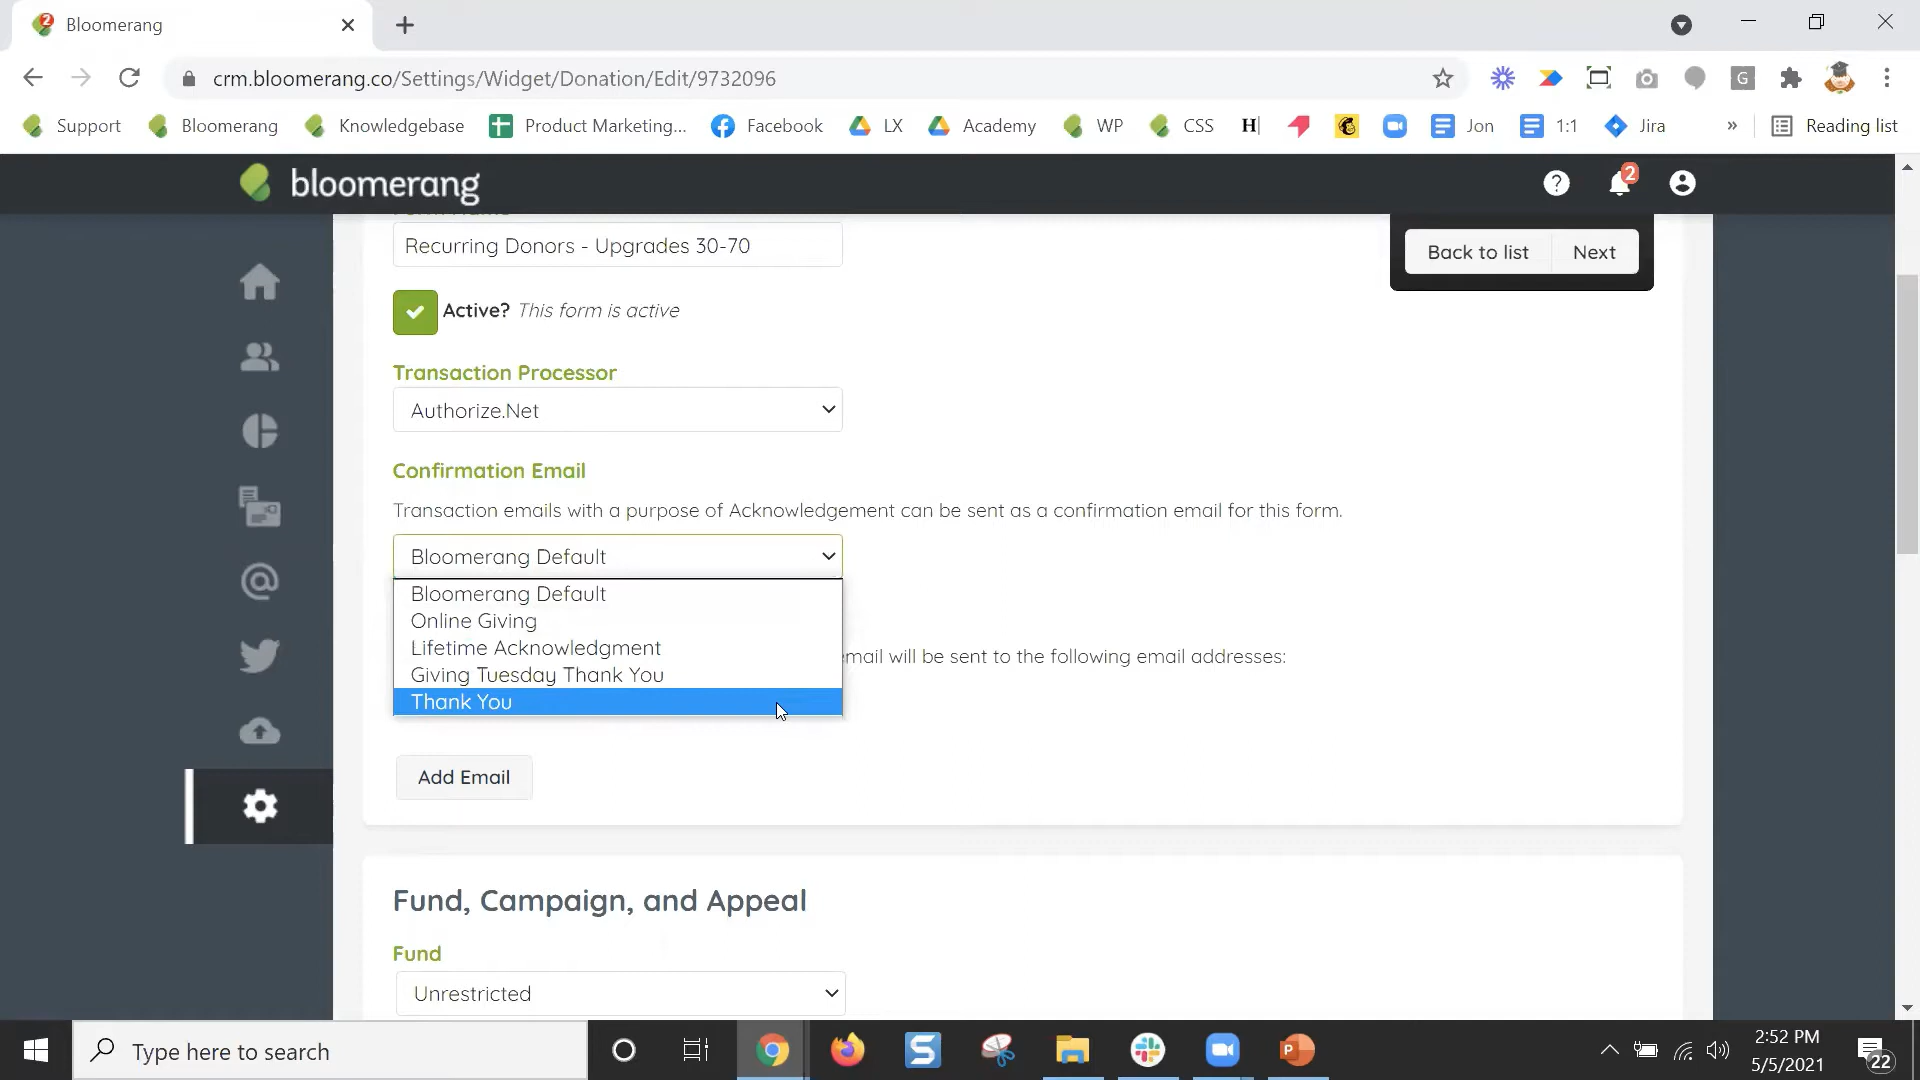 2
Bloomerang
crm.bloomerang.co/Settings/Widget/Donation/Edit/9732096
G
Support Bloomerang Knowledgebase Product Marketing... Facebook LX Academy WP CSS H Jon 1:1 Jira » Reading list
bloomerang
? 2
Recurring Donors - Upgrades 30-70
Back to list Next
Active? This form is active
Transaction Processor
Authorize.Net
Confirmation Email
Transaction emails with a purpose of Acknowledgement can be sent as a confirmation email for this form.
Bloomerang Default
Bloomerang Default
Online Giving
Lifetime Acknowledgment
email will be sent to the following email addresses:
Giving Tuesday Thank You
Thank You
Add Email
Fund, Campaign, and Appeal
Fund
Unrestricted
Type here to search
S
P
2:52 PM
5/5/2021
22